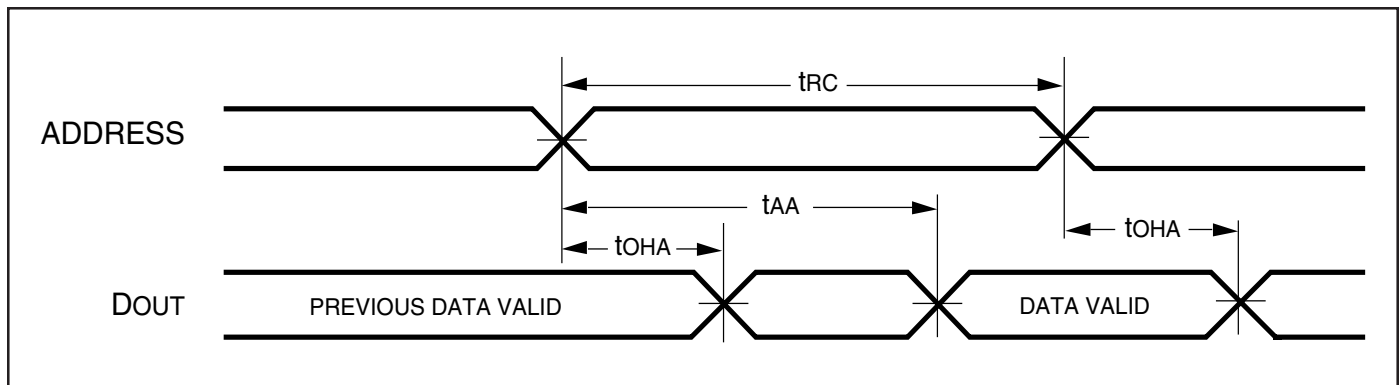 tRC
ADDRESS
tAA
tOHA
tOHA
DOUT
PREVIOUS DATA VALID
DATA VALID